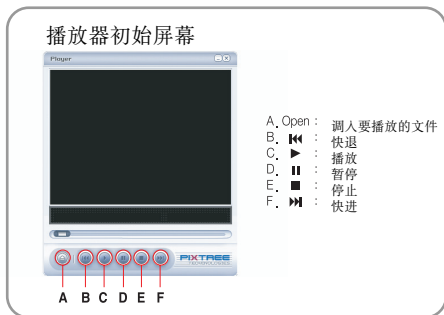 播放器初始屏幕
Player
A. Open : 调入要播放的文件
B. ⏮ : 快退
C. ▶ : 播放
D. ⏸ : 暂停
E. ■ : 停止
F. ⏭ : 快进
PIXTREE
A B C D E F